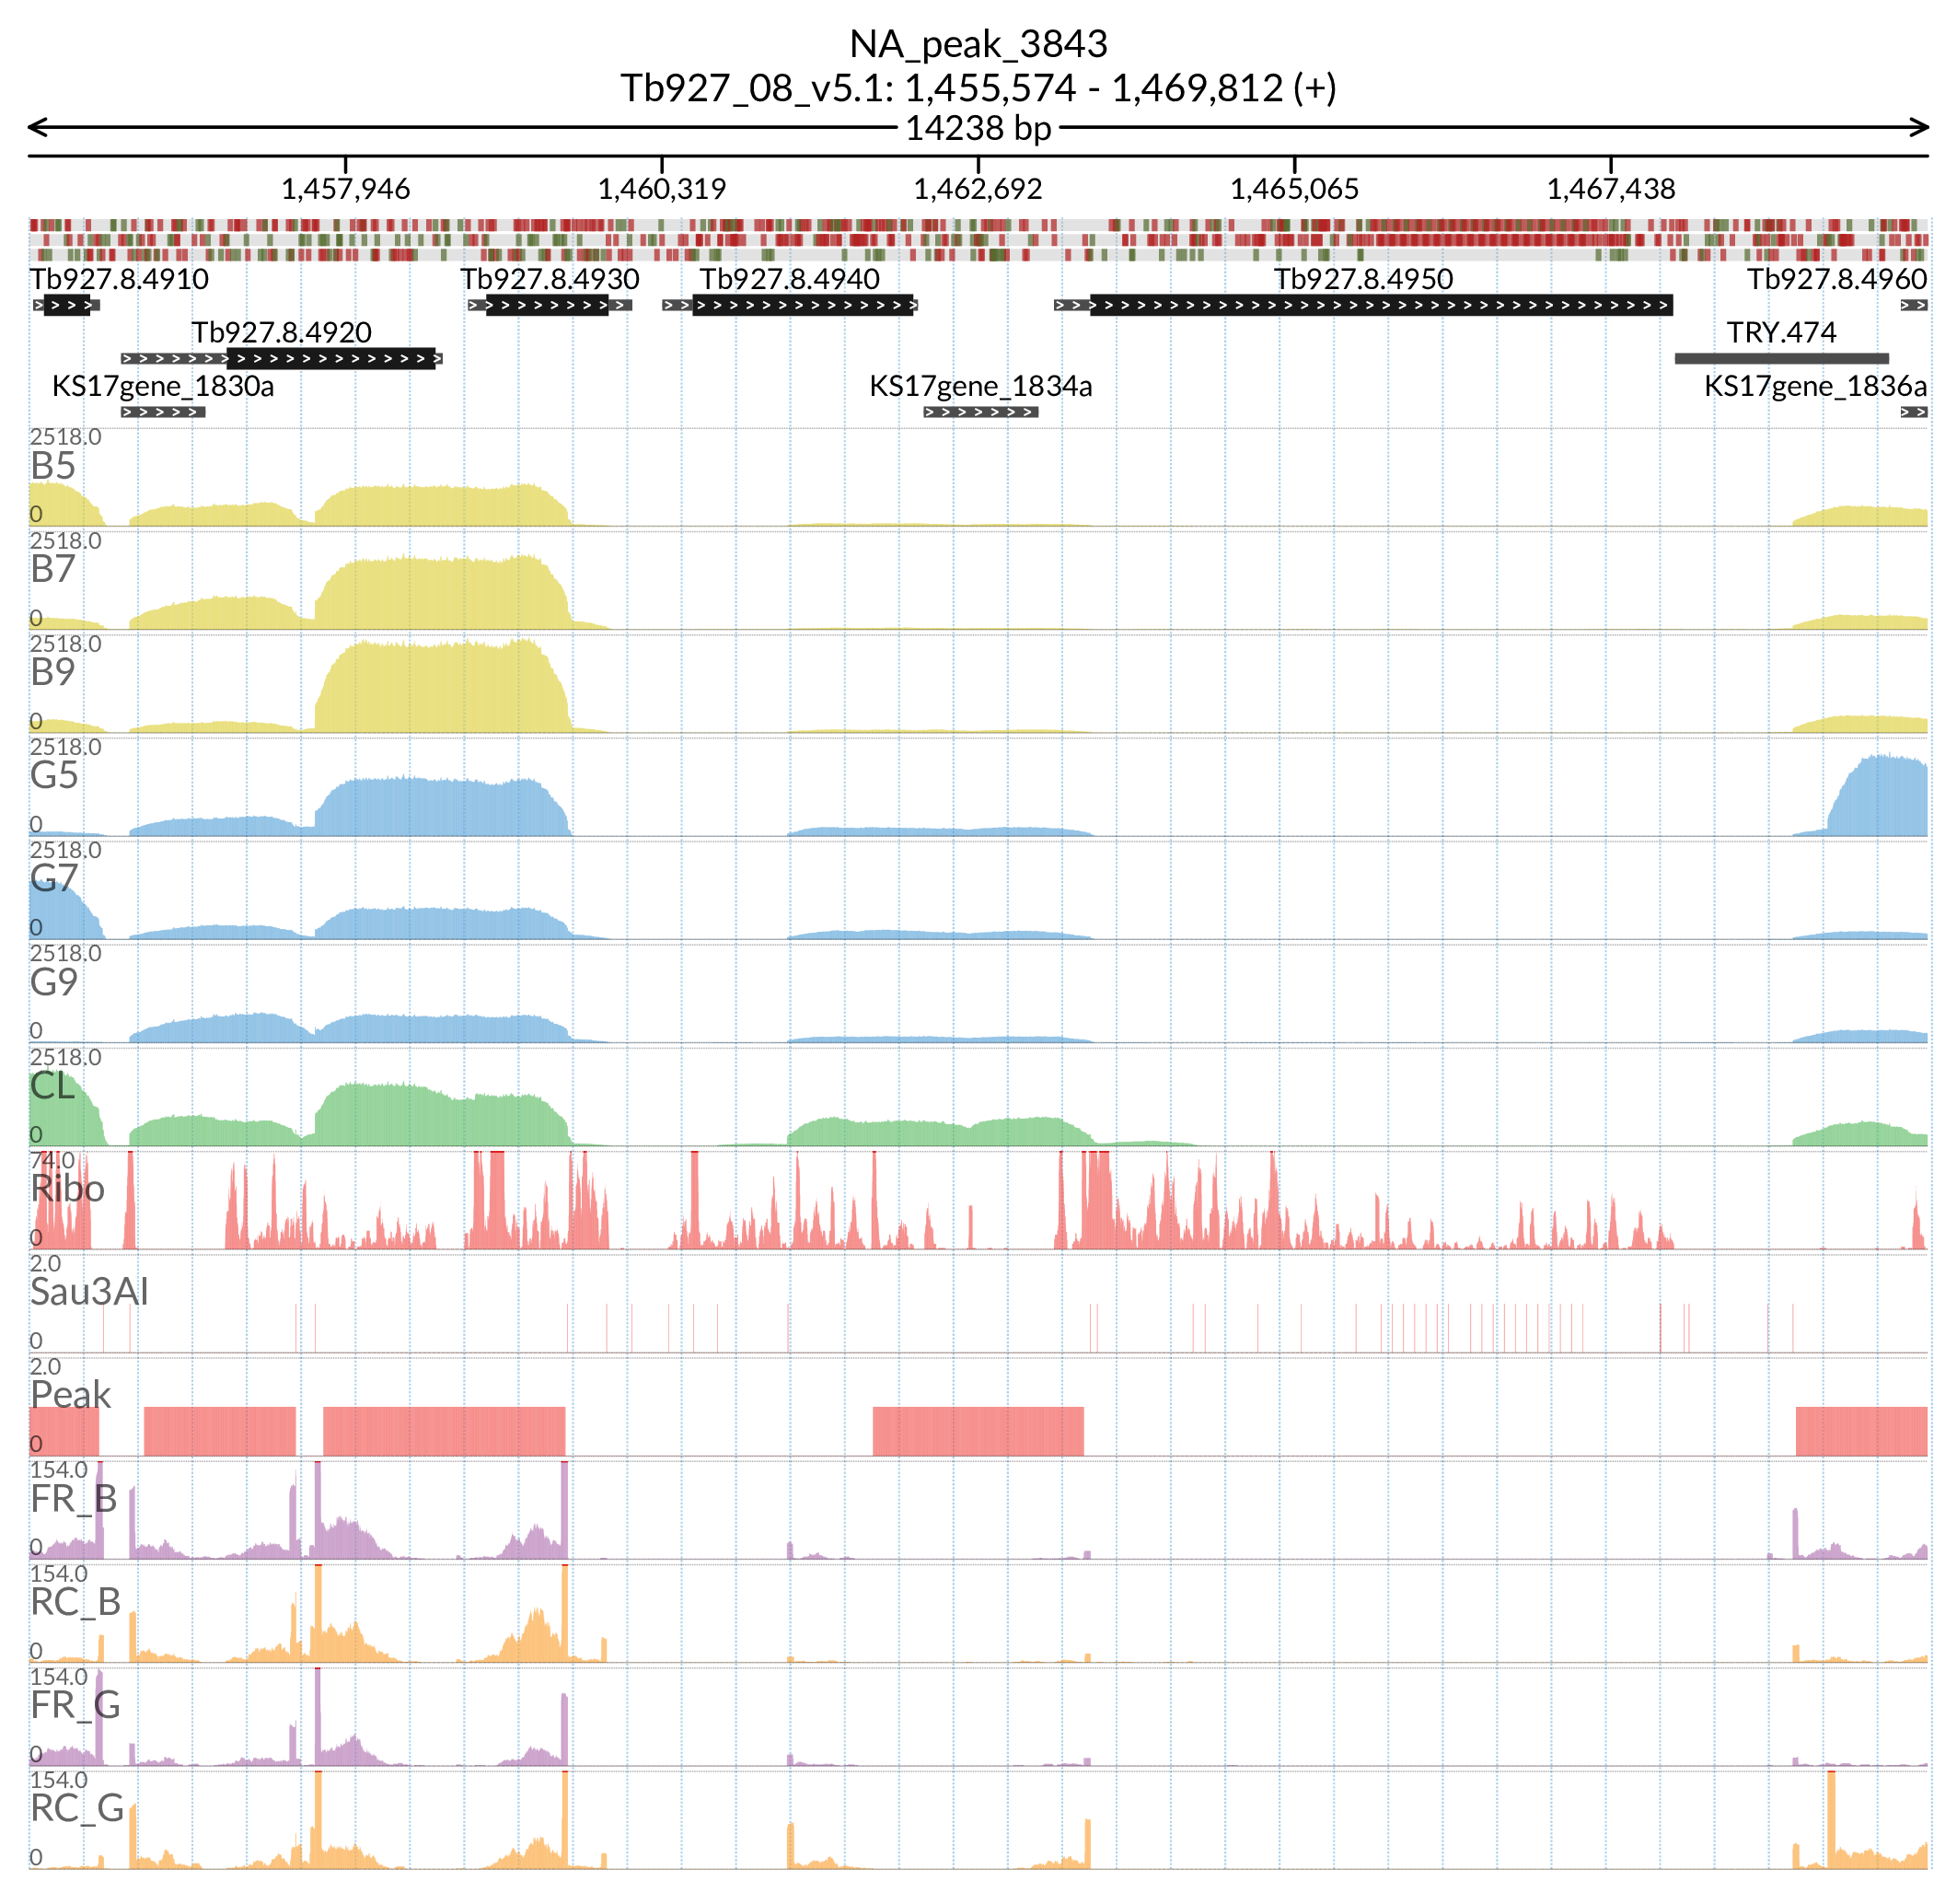 NA_peak_3843
Tb927_08_v5.1: 1,455,574 - 1,469,812 (+)
14238 bp
1,457,946 1,460,319 1,462,692 1,465,065 1,467,438
Tb927.8.4910 Tb927.8.4930 Tb927.8.4940 Tb927.8.4950 Tb927.8.4960
Tb927.8.4920 TRY.474
KS17gene_1830a KS17gene_1834a KS17gene_1836a
2518.0
B5
0
2518.0
B7
0
2518.0
B9
0
2518.0
G5
0
2518.0
G7
0
2518.0
G9
0
2518.0
CL
0
74.0
Ribo
0
2.0
Sau3AI
0
2.0
Peak
0
154.0
FR_B
0
154.0
RC_B
0
154.0
FR_G
0
154.0
RC_G
0